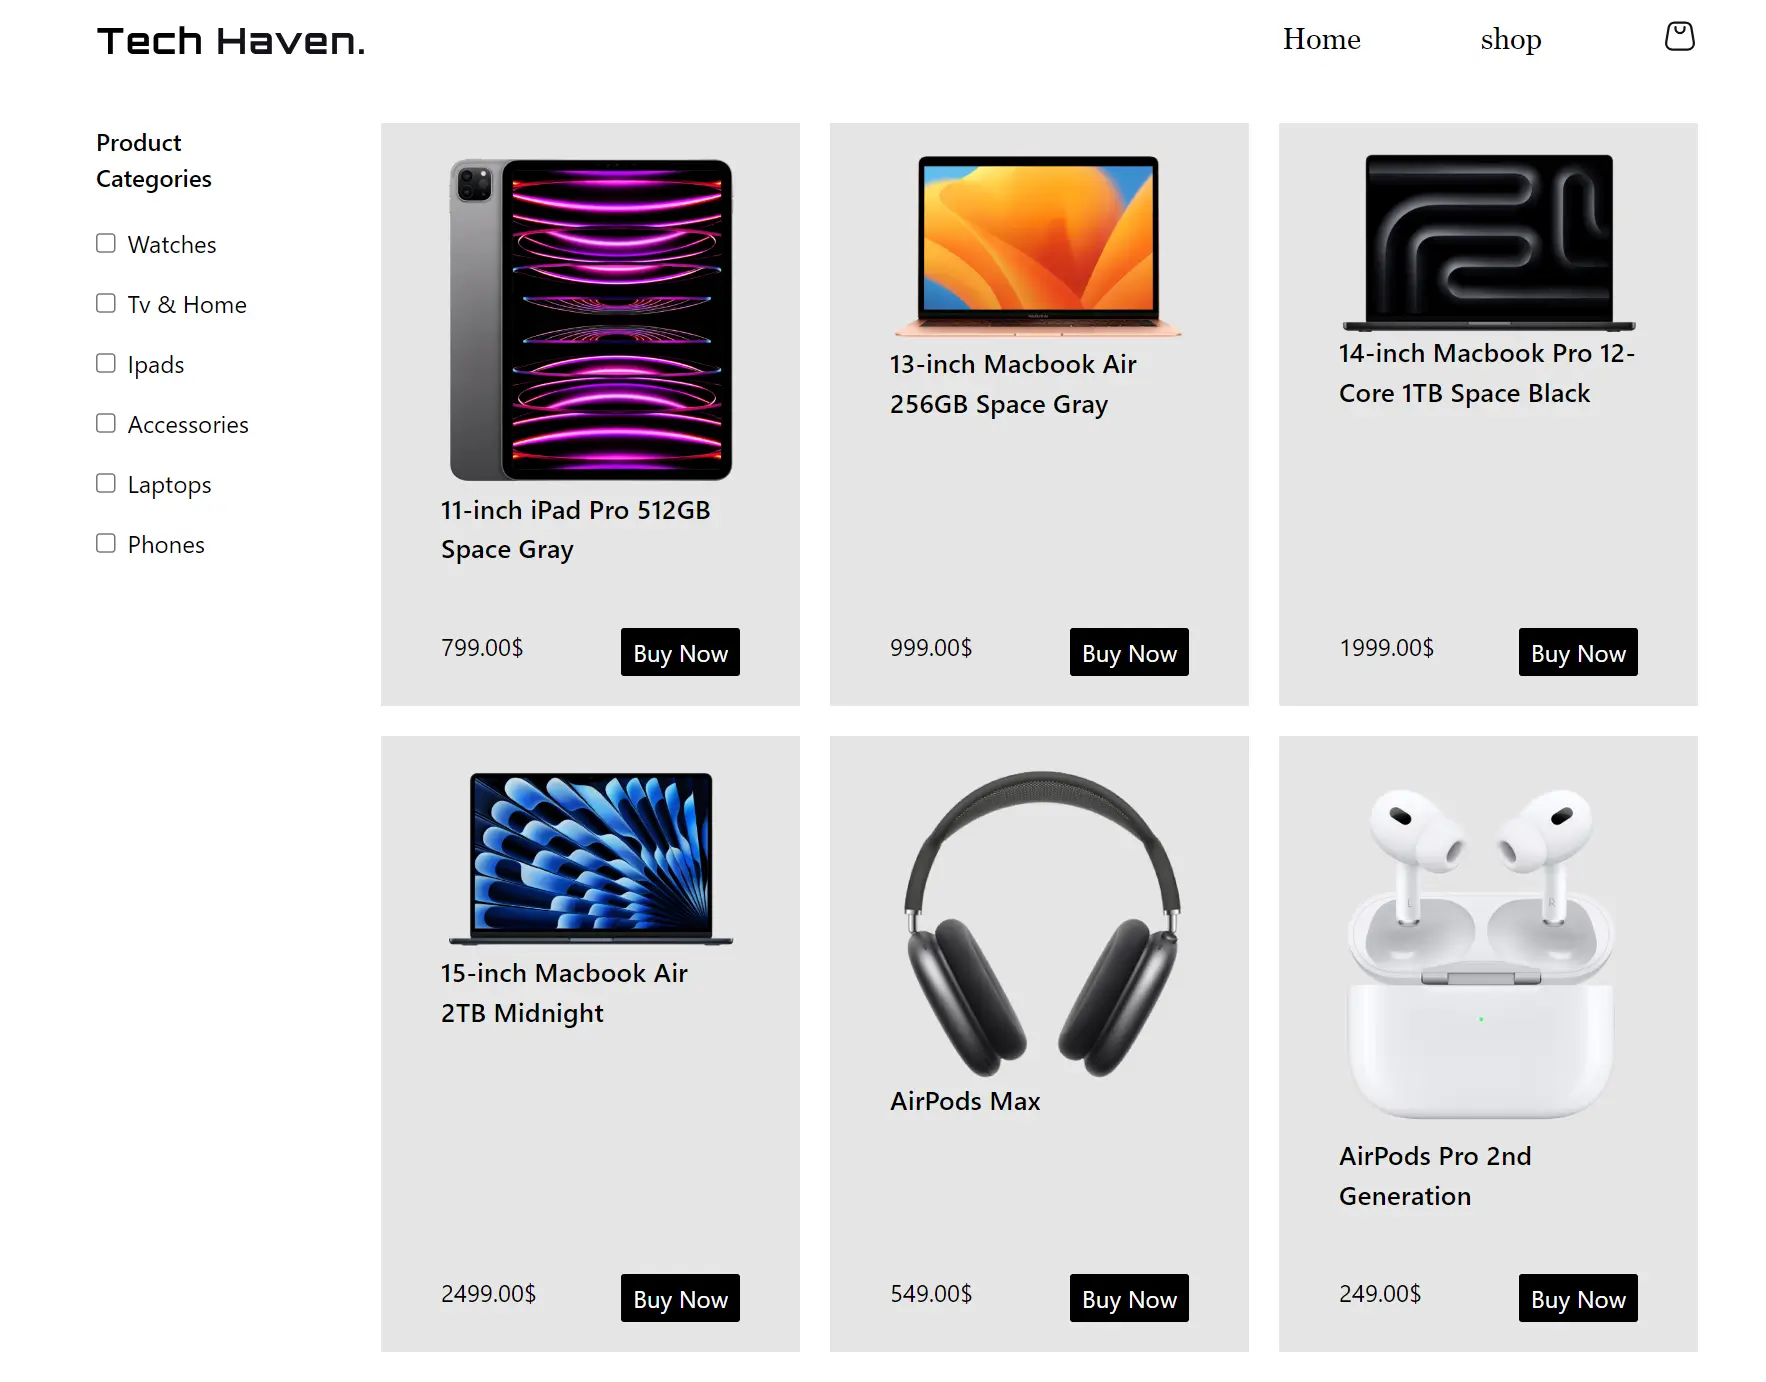 Tech Haven.
Home
shop
Product
Categories
Watches
Tv & Home
Ipads
Accessories
Laptops
Phones
11-inch iPad Pro 512GB
Space Gray
799.00$
Buy Now
13-inch Macbook Air
256GB Space Gray
999.00$
Buy Now
14-inch Macbook Pro 12-
Core 1TB Space Black
1999.00$
Buy Now
15-inch Macbook Air
2TB Midnight
2499.00$
Buy Now
AirPods Max
549.00$
Buy Now
L
R
AirPods Pro 2nd
Generation
249.00$
Buy Now